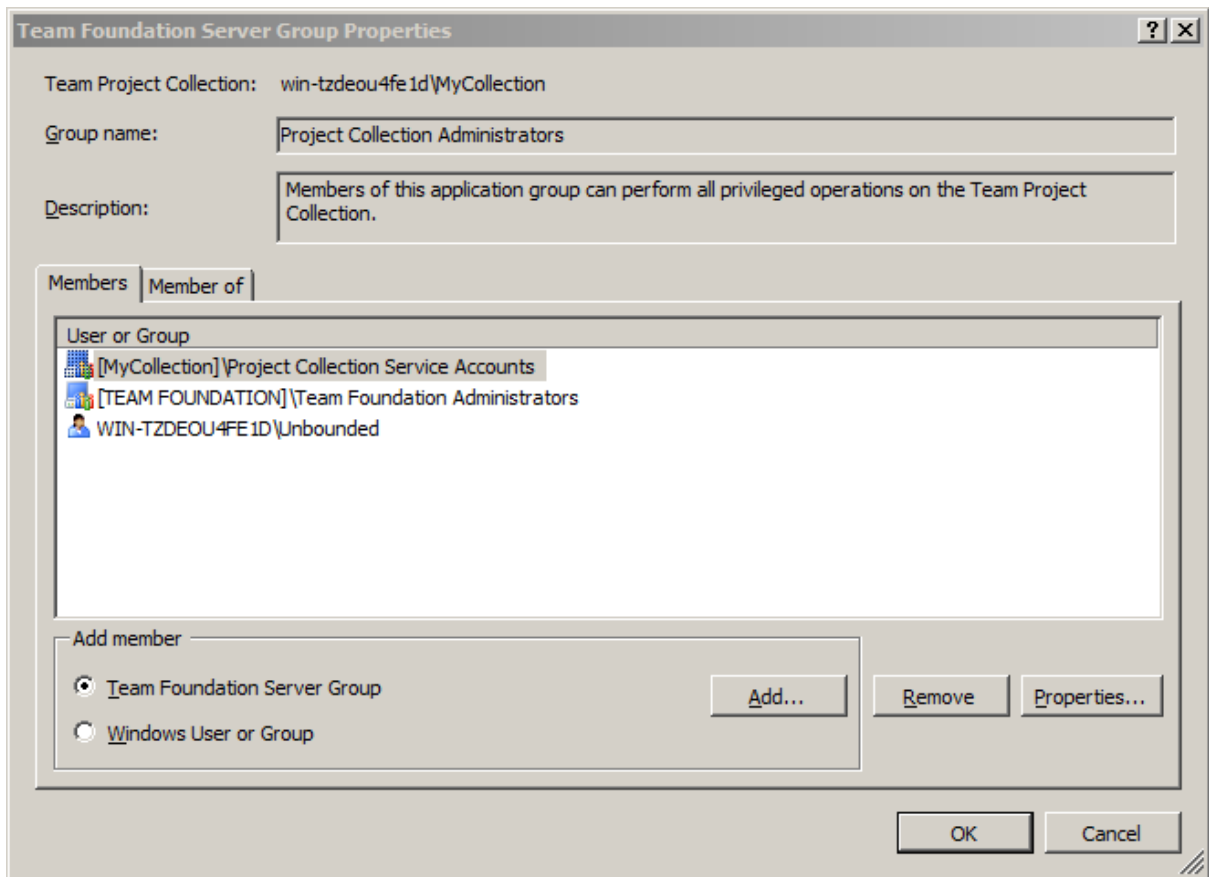 Team Foundation Server Group Properties
Team Project Collection: win-tzdeou4fe1d\MyCollection
Group name: Project Collection Administrators
Description: Members of this application group can perform all privileged operations on the Team Project
Collection.
Members Member of
User or Group
[MyCollection]\Project Collection Service Accounts
[TEAM FOUNDATION]\Team Foundation Administrators
WIN-TZDEOU4FE1D\Unbounded
Add member
Team Foundation Server Group
Add... Remove Properties...
Windows User or Group
OK Cancel